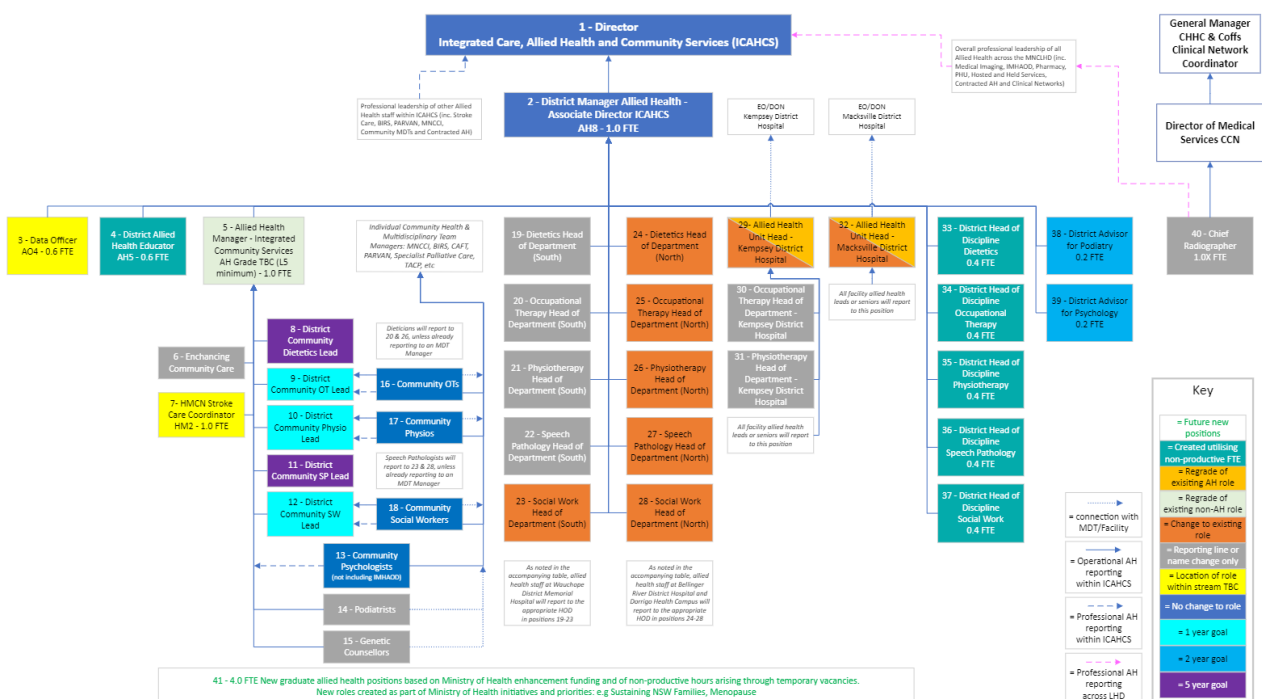 1 - Director
Integrated Care, Allied Health and Community Services (ICAHCS)
General Manager
CHHC & Coffs
Clinical Network
Coordinator
Overall professional leadership of all
Allied Health across the MNCLHD (inc.
Medical Imaging, IMHAOD, Pharmacy,
PHU, Hosted and Held Services,
Contracted AH and Clinical Networks)
Professional leadership of other Allied
Health staff within ICAHCS (inc. Stroke
Care, BIRS, PARVAN, MNCCI,
Community MDTs and Contracted AH)
2 - District Manager Allied Health -
Associate Director ICAHCS
AH8 - 1.0 FTE
EO/DON
Kempsey District
Hospital
EO/DON
Macksville District
Hospital
Director of Medical
Services CCN
3 - Data Officer
AO4 - 0.6 FTE
4 - District Allied
Health Educator
AH5 - 0.6 FTE
5 - Allied Health
Manager - Integrated
Community Services
AH Grade TBC (L5
minimum) - 1.0 FTE
Individual Community Health &
Multidisciplinary Team
Managers: MNCCI, BIRS, CAFT,
PARVAN, Specialist Palliative Care,
TACP, etc
19- Dietetics Head
of Department
(South)
24 - Dietetics Head of
Department (North)
29- Allied Health
Unit Head -
Kempsey District
Hospital
32 - Allied Health
Unit Head -
Macksville District
Hospital
33 - District Head of
Discipline
Dietetics
0.4 FTE
38 - District Advisor
for Podiatry
0.2 FTE
40 - Chief
Radiographer
1.0X FTE
20 - Occupational
Therapy Head of
Department (South)
25 - Occupational
Therapy Head of
Department (North)
30 - Occupational
Therapy Head of
Department -
Kempsey District
Hospital
All facility allied health
leads or seniors will report
to this position
34 - District Head of
Discipline
Occupational
Therapy
0.4 FTE
39 - District Advisor
for Psychology
0.2 FTE
8 - District
Community
Dietetics Lead
Dieticians will report to
20 & 26, unless already
reporting to an MDT
Manager
6 - Enchancing
Community Care
9 - District
Community OT Lead
16 - Community OTs
21 - Physiotherapy
Head of
Department (South)
26 - Physiotherapy
Head of Department
(North)
31 - Physiotherapy
Head of
Department -
Kempsey District
Hospital
35 - District Head of
Discipline
Physiotherapy
0.4 FTE
7- HMCN Stroke
Care Coordinator
HM2 - 1.0 FTE
10 - District
Community Physio
Lead
17 - Community
Physios
22 - Speech
Pathology Head of
Department (South)
27 - Speech
Pathology Head of
Department (North)
All facility allied health
leads or seniors will report
to this position
36 - District Head of
Discipline
Speech Pathology
0.4 FTE
11 - District
Community SP Lead
Speech Pathologists will
report to 23 & 28, unless
already reporting to an
MDT Manager
12 - District
Community SW
Lead
18 - Community
Social Workers
23 - Social Work
Head of
Department (South)
28 - Social Work
Head of
Department (North)
37 - District Head of
Discipline
Social Work
0.4 FTE
13 - Community
Psychologists
(not including IMHAOD)
14 - Podiatrists
15 - Genetic
Counsellors
As noted in the
accompanying table, allied
health staff at Wauchope
District Memorial
Hospital will report to the
appropriate HOD
in positions 19-23
As noted in the
accompanying table, allied
health staff at Bellinger
River District Hospital and
Dorrigo Health Campus will
report to the appropriate
HOD in positions 24-28
41 - 4.0 FTE New graduate allied health positions based on Ministry of Health enhancement funding and of non-productive hours arising through temporary vacancies.
New roles created as part of Ministry of Health initiatives and priorities: e.g Sustaining NSW Families, Menopause
= connection with
MDT/Facility
= Operational AH
reporting
within ICAHCS
= Professional AH
reporting
within ICAHCS
= Professional AH
reporting
across LHD
Key
= Future new
positions
= Created utilising
non-productive FTE
= Regrade of
exisiting AH role
= Regrade of
existing non-AH role
= Change to existing
role
= Reporting line or
name change only
= Location of role
within stream TBC
= No change to role
= 1 year goal
= 2 year goal
= 5 year goal